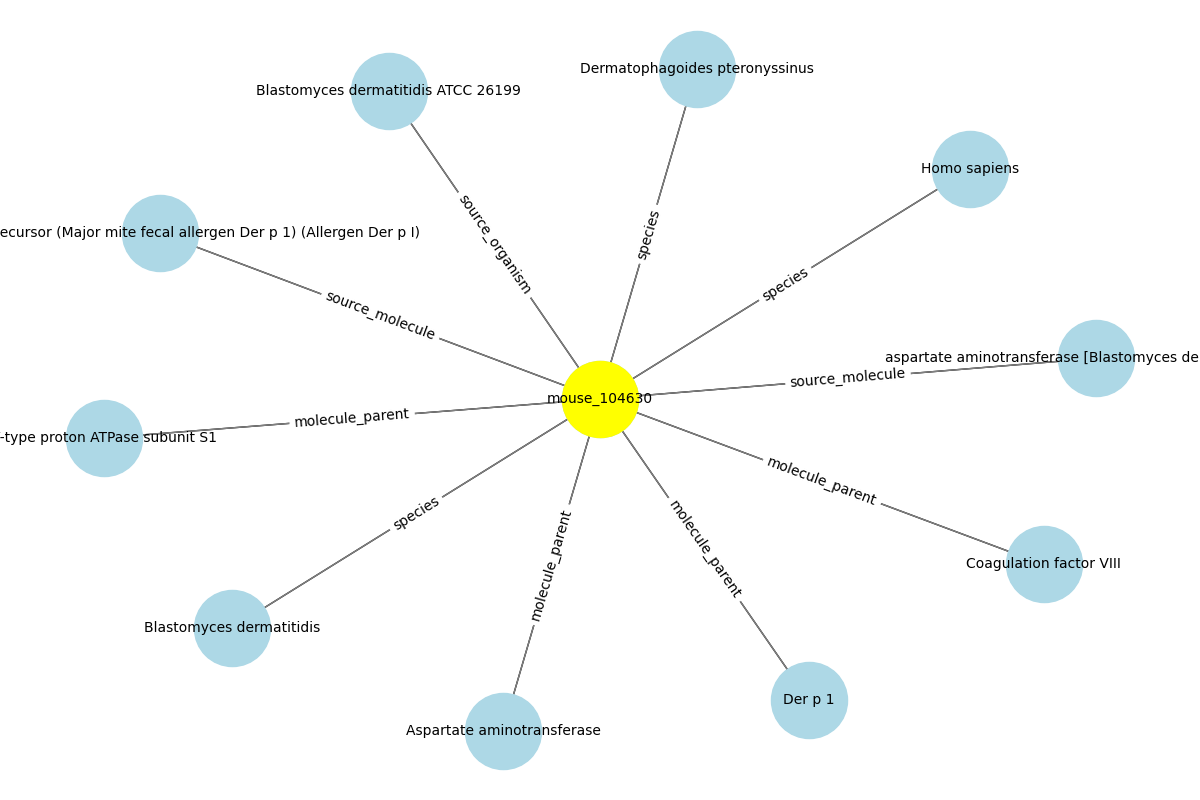 Dermatophagoides pteronyssinus
Blastomyces dermatitidis ATCC 26199
Homo sapiens
source_organism
species
ecursor (Major mite fecal allergen Der p 1) (Allergen Der p I)
species
source_molecule
aspartate aminotransferase [Blastomyces de
source_molecule
mouse_104630
molecule_parent
-type proton ATPase subunit S1
molecule_parent
species
molecule_parent
molecule_parent
Coagulation factor VIII
Blastomyces dermatitidis
Der p 1
Aspartate aminotransferase